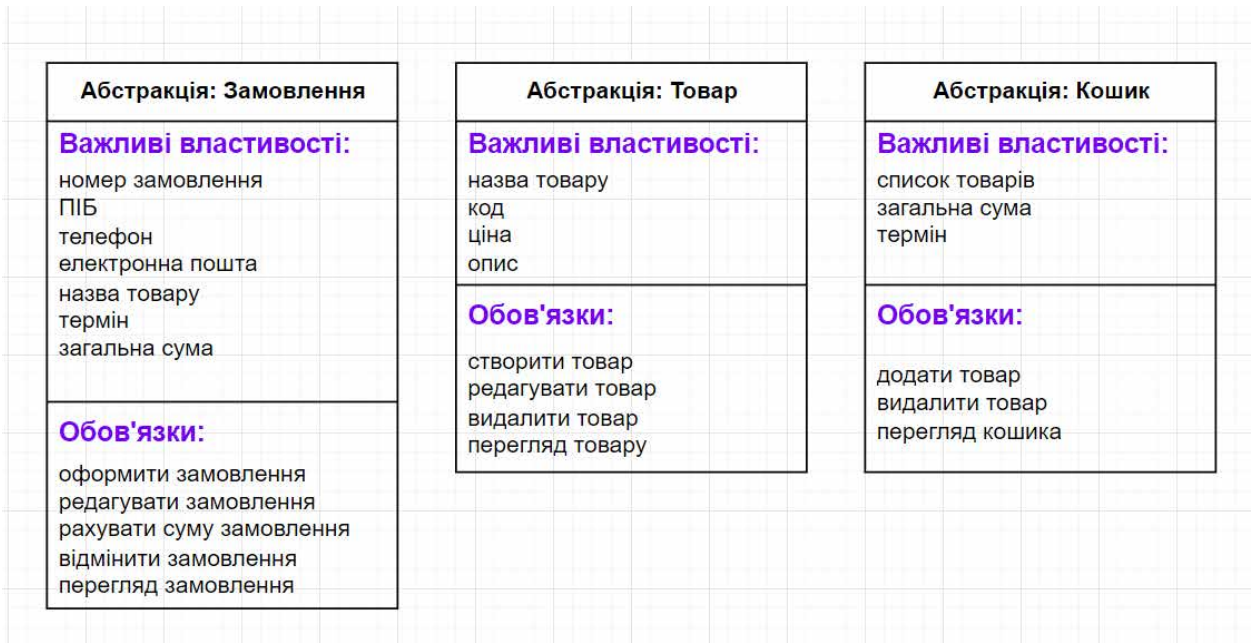 Абстракція: Замовлення
Важливі властивості:
номер замовлення
ПІБ
телефон
електронна пошта
назва товару
термін
загальна сума
Обов'язки:
оформити замовлення
редагувати замовлення
рахувати суму замовлення
відмінити замовлення
перегляд замовлення
Абстракція: Товар
Важливі властивості:
назва товару
код
ціна
опис
Обов'язки:
створити товар
редагувати товар
видалити товар
перегляд товару
Абстракція: Кошик
Важливі властивості:
список товарів
загальна сума
термін
Обов'язки:
додати товар
видалити товар
перегляд кошика